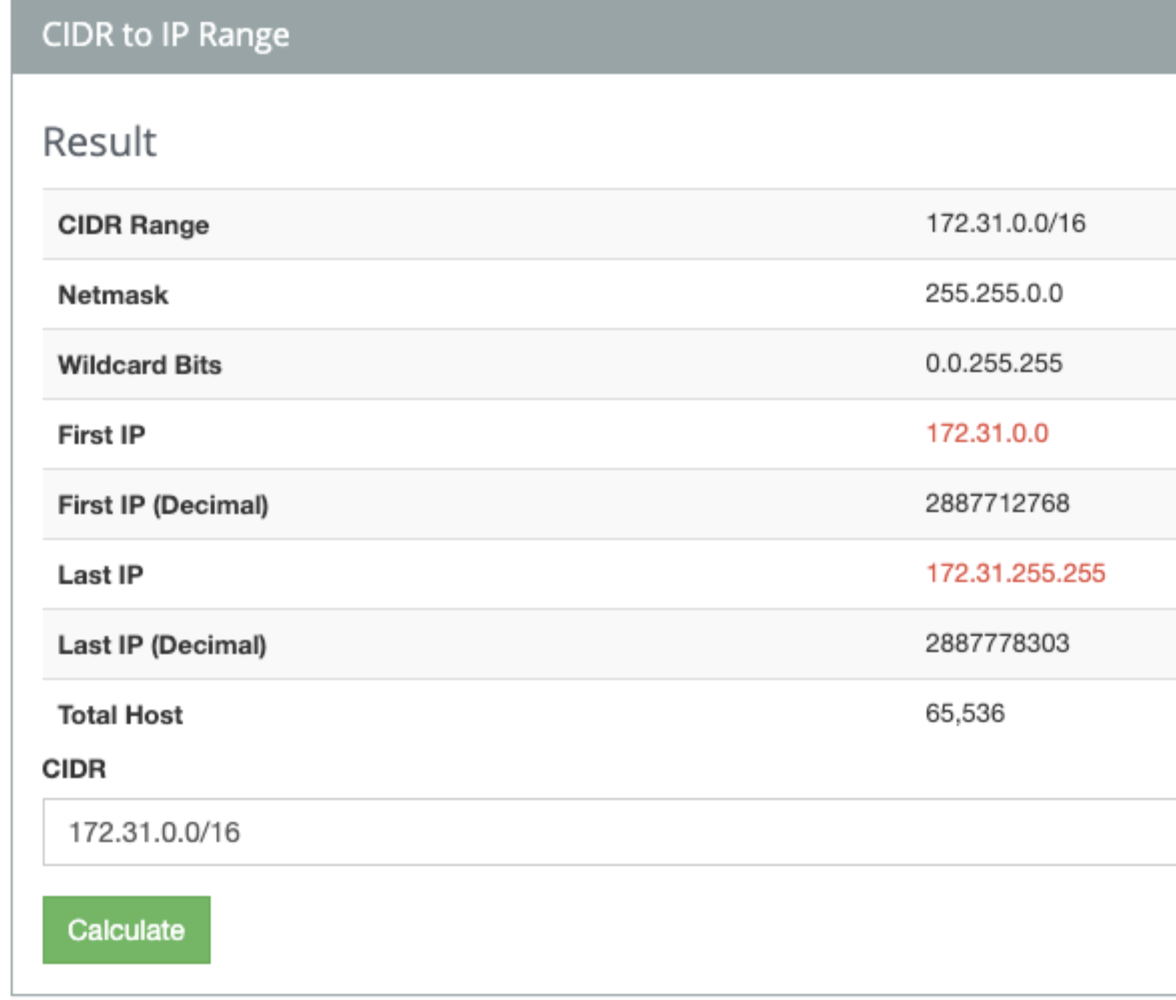 CIDR to IP Range
Result
CIDR Range 172.31.0.0/16
Netmask 255.255.0.0
Wildcard Bits 0.0.255.255
First IP 172.31.0.0
First IP (Decimal) 2887712768
Last IP 172.31.255.255
Last IP (Decimal) 2887778303
Total Host 65,536
CIDR
172.31.0.0/16
Calculate